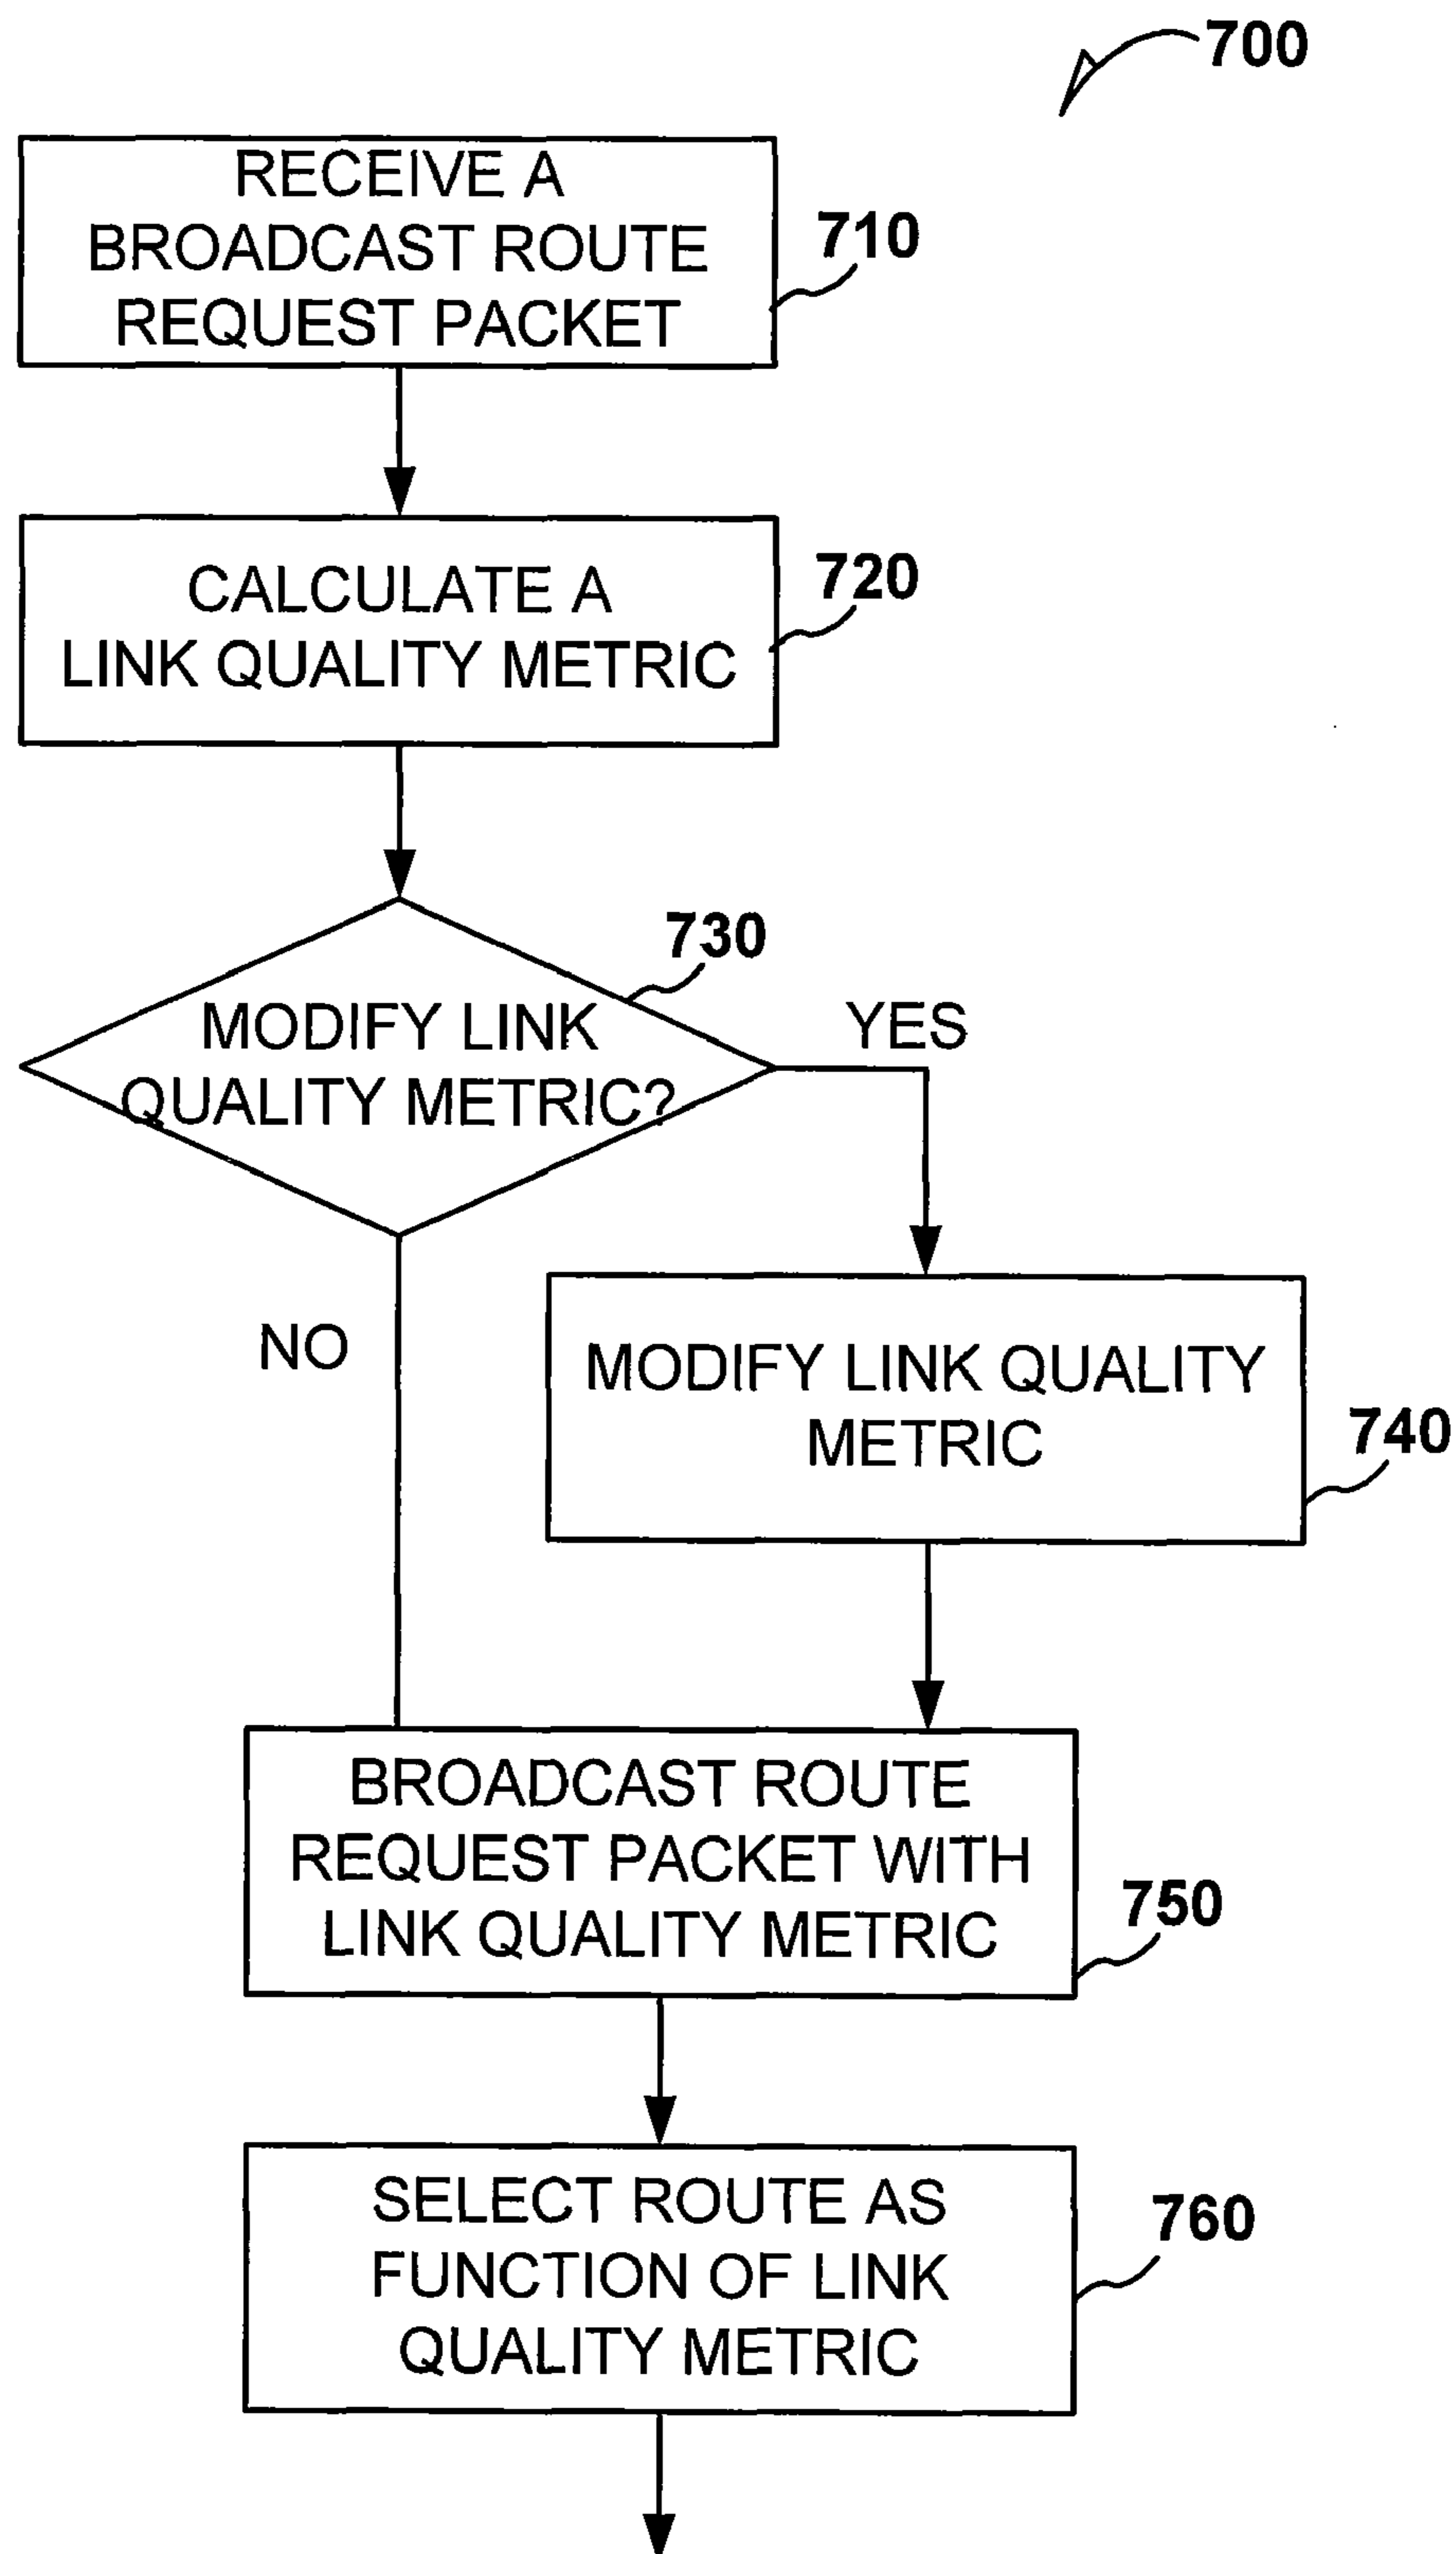 700
RECEIVE A
BROADCAST ROUTE
REQUEST PACKET
710
CALCULATE A
LINK QUALITY METRIC
720
730
MODIFY LINK
QUALITY METRIC?
YES
NO
MODIFY LINK QUALITY
METRIC
740
BROADCAST ROUTE
REQUEST PACKET WITH
LINK QUALITY METRIC
750
SELECT ROUTE AS
FUNCTION OF LINK
QUALITY METRIC
760